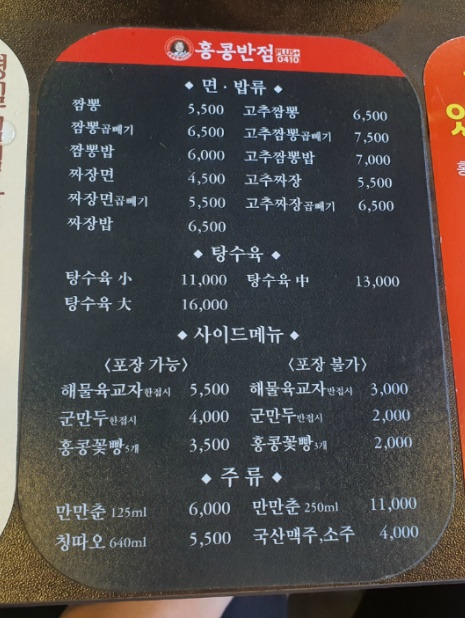 홍콩반점 PLUS+ 0410
◆ 면 · 밥류 ◆
짬뽕 5,500 고추짬뽕 6,500
짬뽕곱빼기 6,500 고추짬뽕곱빼기 7,500
짬뽕밥 6,000 고추짬뽕밥 7,000
짜장면 4,500 고추짜장 5,500
짜장면곱빼기 5,500 고추짜장곱빼기 6,500
짜장밥 6,500
◆ 탕수육 ◆
탕수육 小 11,000 탕수육 中 13,000
탕수육 大 16,000
◆ 사이드메뉴 ◆
〈포장 가능〉 〈포장 불가〉
해물육교자한접시 5,500 해물육교자반접시 3,000
군만두한접시 4,000 군만두반접시 2,000
홍콩꽃빵5개 3,500 홍콩꽃빵3개 2,000
◆ 주류 ◆
만만춘 125ml 6,000 만만춘 250ml 11,000
칭따오 640ml 5,500 국산맥주,소주 4,000